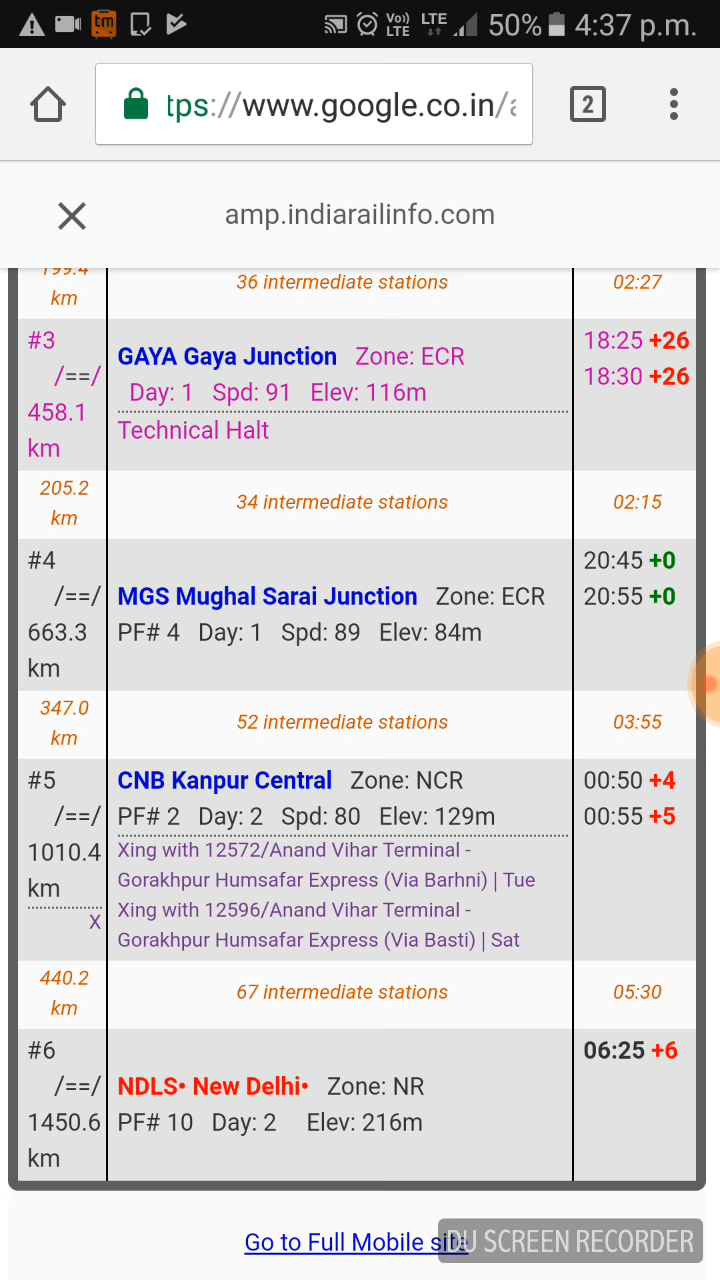 tm Vo)) LTE LTE 50% 4:37 p.m.
tps://www.google.co.in/a 2
amp.indiarailinfo.com
199.4 km 36 intermediate stations 02:27
#3
/==/
458.1
km
GAYA Gaya Junction Zone: ECR
Day: 1 Spd: 91 Elev: 116m
Technical Halt
18:25 +26
18:30 +26
205.2
km
34 intermediate stations
02:15
#4
/==/
663.3
km
MGS Mughal Sarai Junction Zone: ECR
PF# 4 Day: 1 Spd: 89 Elev: 84m
20:45 +0
20:55 +0
347.0
km
52 intermediate stations
03:55
#5
/==/
1010.4
km
X
CNB Kanpur Central Zone: NCR
PF# 2 Day: 2 Spd: 80 Elev: 129m
Xing with 12572/Anand Vihar Terminal -
Gorakhpur Humsafar Express (Via Barhni) | Tue
Xing with 12596/Anand Vihar Terminal -
Gorakhpur Humsafar Express (Via Basti) | Sat
00:50 +4
00:55 +5
440.2
km
67 intermediate stations
05:30
#6
/==/
1450.6
km
NDLS• New Delhi• Zone: NR
PF# 10 Day: 2 Elev: 216m
06:25 +6
Go to Full Mobile site
DU SCREEN RECORDER